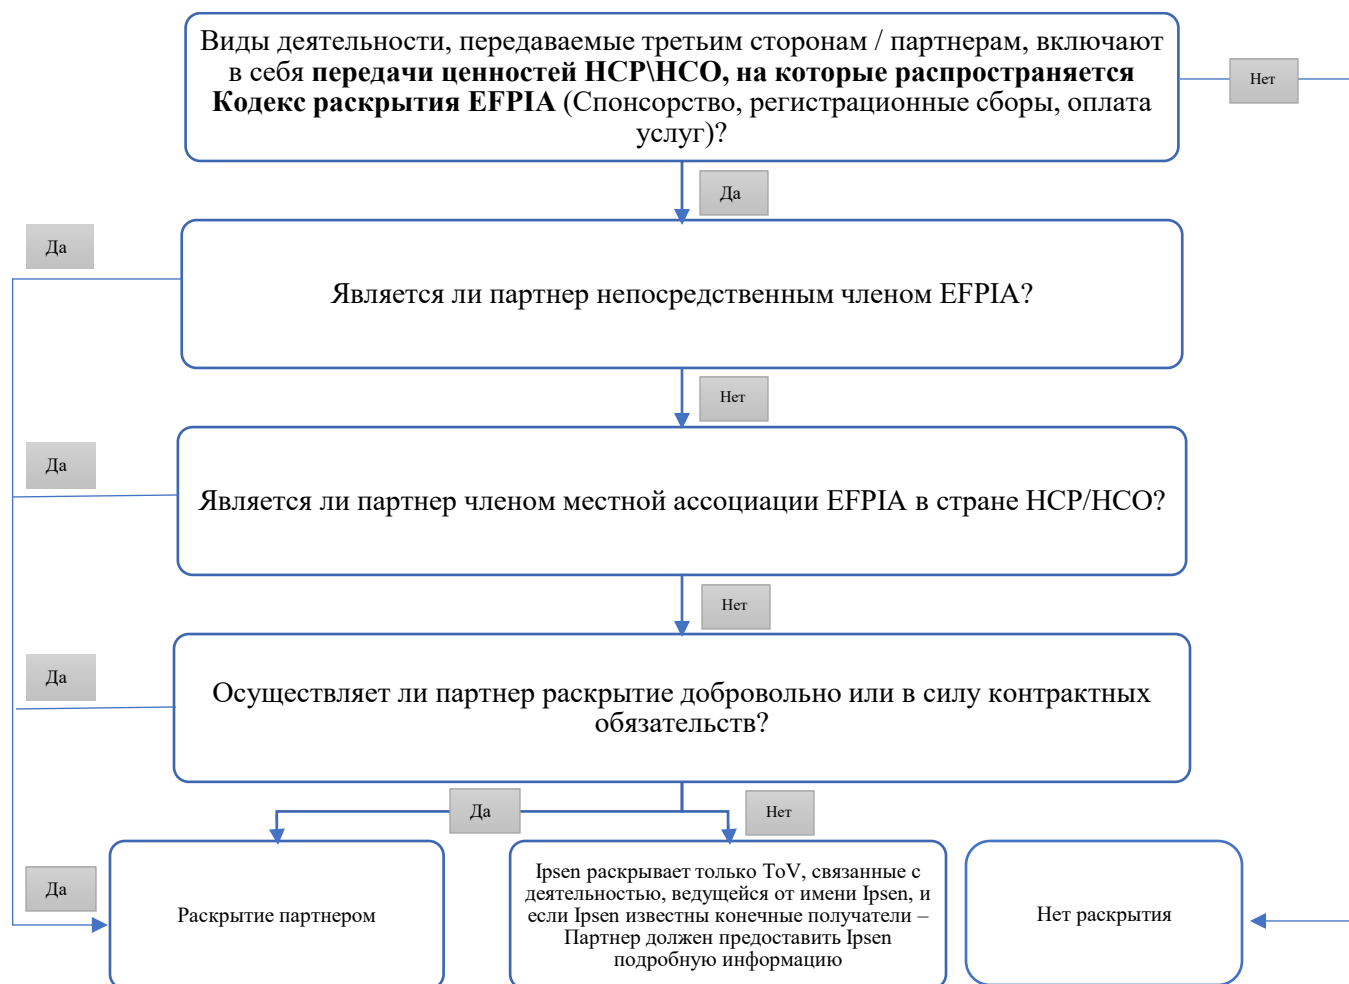 Виды деятельности, передаваемые третьим сторонам / партнерам, включают
в себя передачи ценностей HCP\HCO, на которые распространяется
Кодекс раскрытия EFPIA (Спонсорство, регистрационные сборы, оплата
услуг)?
Нет
Да
Да
Является ли партнер непосредственным членом EFPIA?
Нет
Да
Является ли партнер членом местной ассоциации EFPIA в стране HCP/HCO?
Нет
Да
Осуществляет ли партнер раскрытие добровольно или в силу контрактных
обязательств?
Да
Нет
Да
Раскрытие партнером
Ipsen раскрывает только ToV, связанные с
деятельностью, ведущейся от имени Ipsen, и
если Ipsen известны конечные получатели –
Партнер должен предоставить Ipsen
подробную информацию
Нет раскрытия